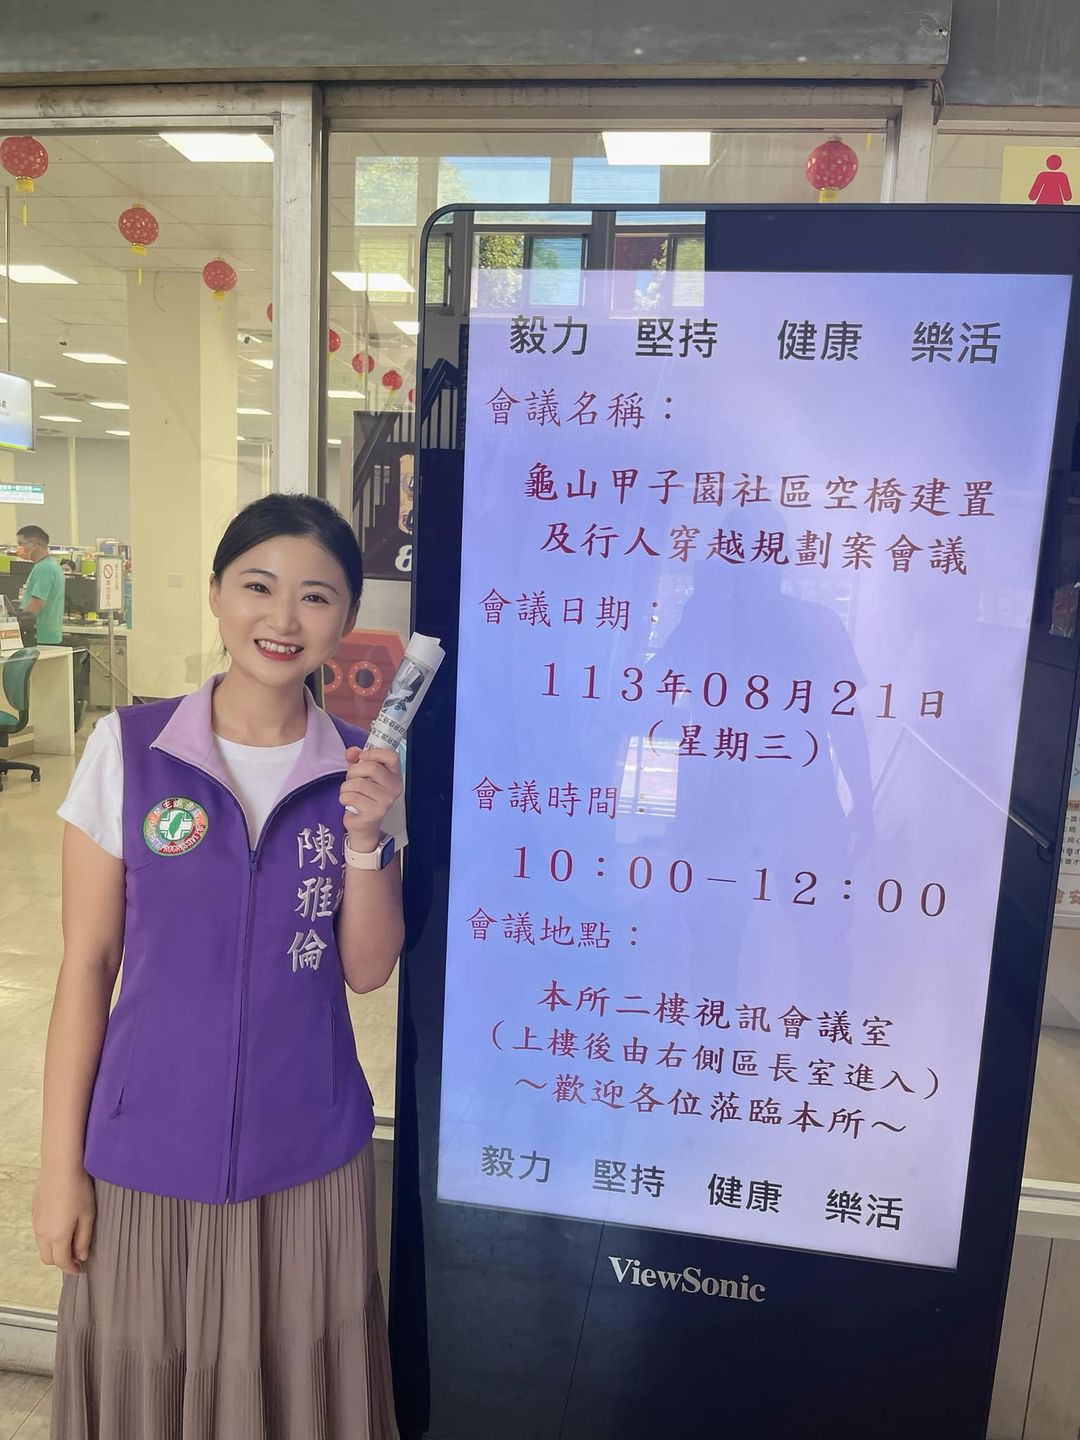 毅力 堅持 健康 樂活
會議名稱：
龜山甲子園社區空橋建置
及行人穿越規劃案會議
會議日期：
113年08月21日
（星期三）
會議時間：
10：00－12：00
會議地點：
本所二樓視訊會議室
（上樓後由右側區長室進入）
～歡迎各位蒞臨本所～
毅力 堅持 健康 樂活
ViewSonic
陳雅倫
民主進步黨